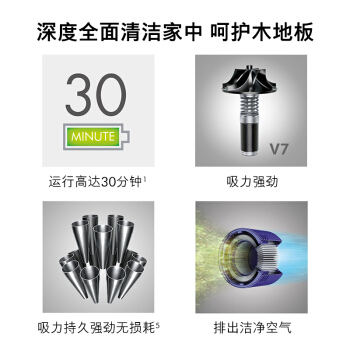 深度全面清洁家中 呵护木地板
30
MINUTE
V7
运行高达30分钟1
吸力强劲
吸力持久强劲无损耗5
排出洁净空气